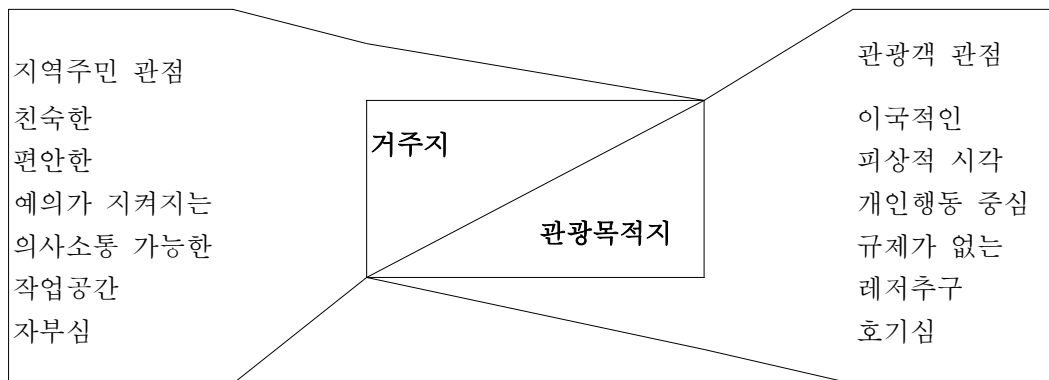 지역주민 관점
친숙한
편안한
예의가 지켜지는
의사소통 가능한
작업공간
자부심
거주지
관광목적지
관광객 관점
이국적인
피상적 시각
개인행동 중심
규제가 없는
레저추구
호기심